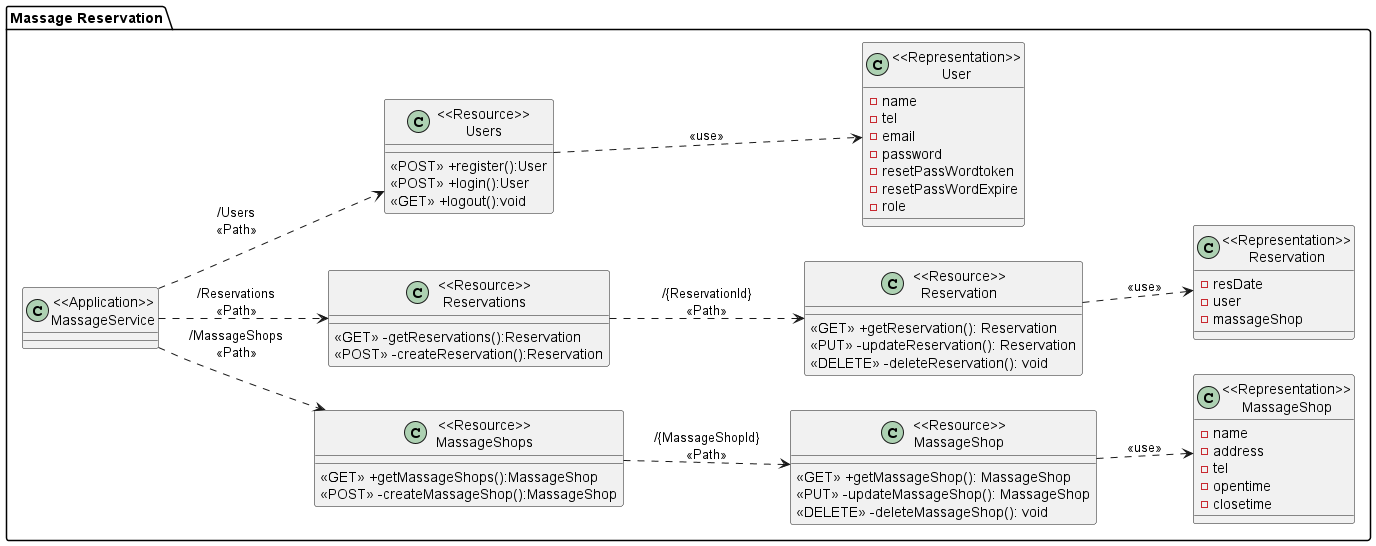 Massage Reservation
<<Application>>
MassageService
/Users
«Path»
/Reservations
«Path»
/MassageShops
«Path»
<<Resource>>
Users
«POST» +register():User
«POST» +login():User
«GET» +logout():void
«use»
<<Representation>>
User
name
tel
email
password
resetPassWordtoken
resetPassWordExpire
role
<<Resource>>
Reservations
«GET» -getReservations():Reservation
«POST» -createReservation():Reservation
/{ReservationId}
«Path»
<<Resource>>
Reservation
«GET» +getReservation(): Reservation
«PUT» -updateReservation(): Reservation
«DELETE» -deleteReservation(): void
«use»
<<Representation>>
Reservation
resDate
user
massageShop
<<Resource>>
MassageShops
«GET» +getMassageShops():MassageShop
«POST» -createMassageShop():MassageShop
/{MassageShopId}
«Path»
<<Resource>>
MassageShop
«GET» +getMassageShop(): MassageShop
«PUT» -updateMassageShop(): MassageShop
«DELETE» -deleteMassageShop(): void
«use»
<<Representation>>
MassageShop
name
address
tel
opentime
closetime